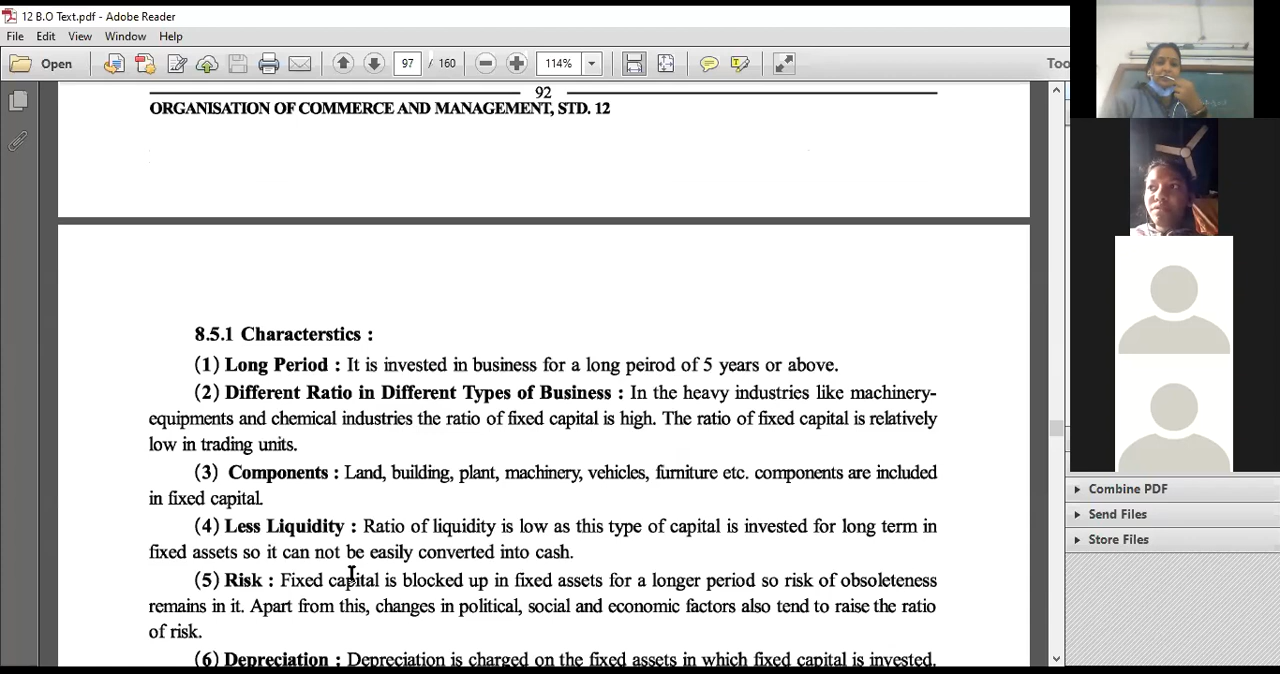 12 B.O Text.pdf - Adobe Reader
File Edit View Window Help
Open 97 / 160 114% Too
92
ORGANISATION OF COMMERCE AND MANAGEMENT, STD. 12
8.5.1 Characterstics :
(1) Long Period : It is invested in business for a long peirod of 5 years or above.
(2) Different Ratio in Different Types of Business : In the heavy industries like machinery-
equipments and chemical industries the ratio of fixed capital is high. The ratio of fixed capital is relatively
low in trading units.
(3) Components : Land, building, plant, machinery, vehicles, furniture etc. components are included
in fixed capital.
(4) Less Liquidity : Ratio of liquidity is low as this type of capital is invested for long term in
fixed assets so it can not be easily converted into cash.
(5) Risk : Fixed capital is blocked up in fixed assets for a longer period so risk of obsoleteness
remains in it. Apart from this, changes in political, social and economic factors also tend to raise the ratio
of risk.
(6) Depreciation : Depreciation is charged on the fixed assets in which fixed capital is invested.
Combine PDF
Send Files
Store Files